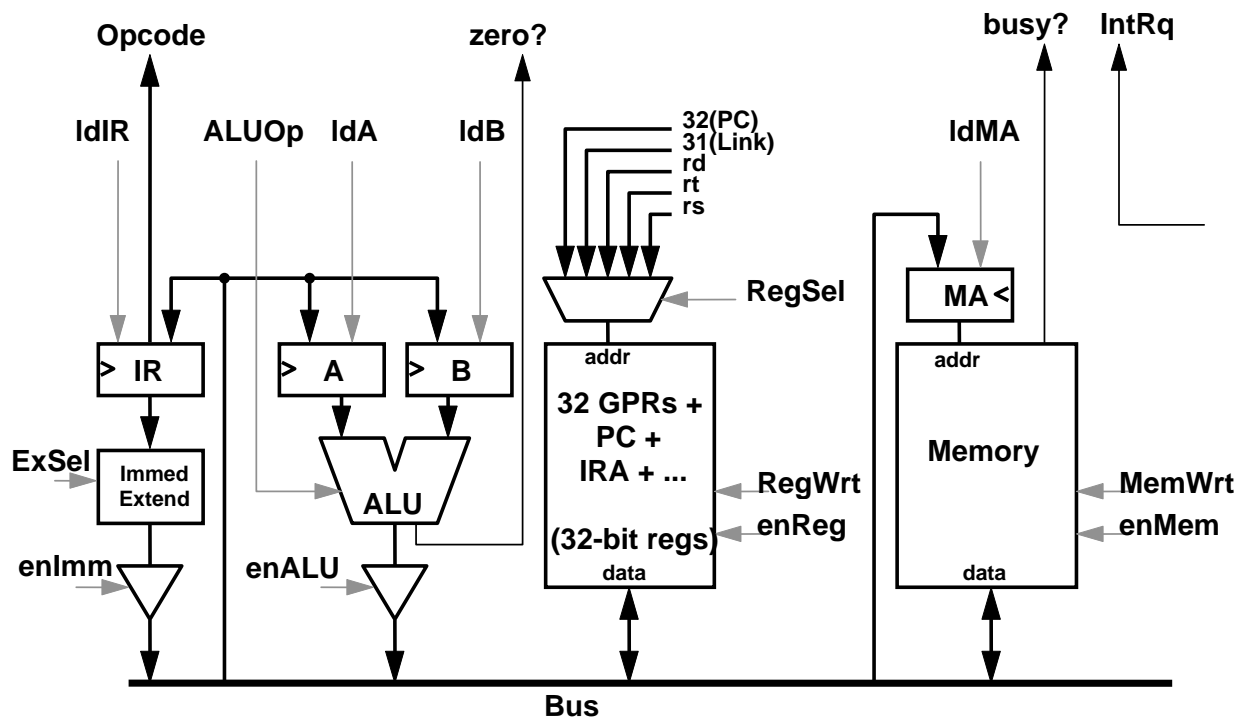 Opcode zero? busy? IntRq
ldIR ALUOp ldA ldB 32(PC) ldMA
31(Link)
rd
rt
rs
RegSel MA <
> IR > A > B addr addr
32 GPRs +
PC +
IRA + ...
Memory
ExSel Immed
Extend
ALU
RegWrt MemWrt
(32-bit regs) enReg enMem
enImm enALU data data
Bus